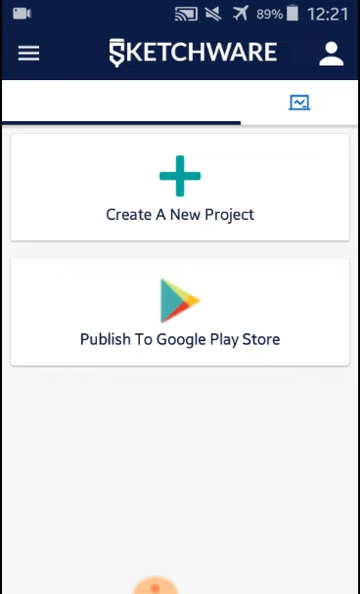 89% 12:21
SKETCHWARE
Create A New Project
Publish To Google Play Store